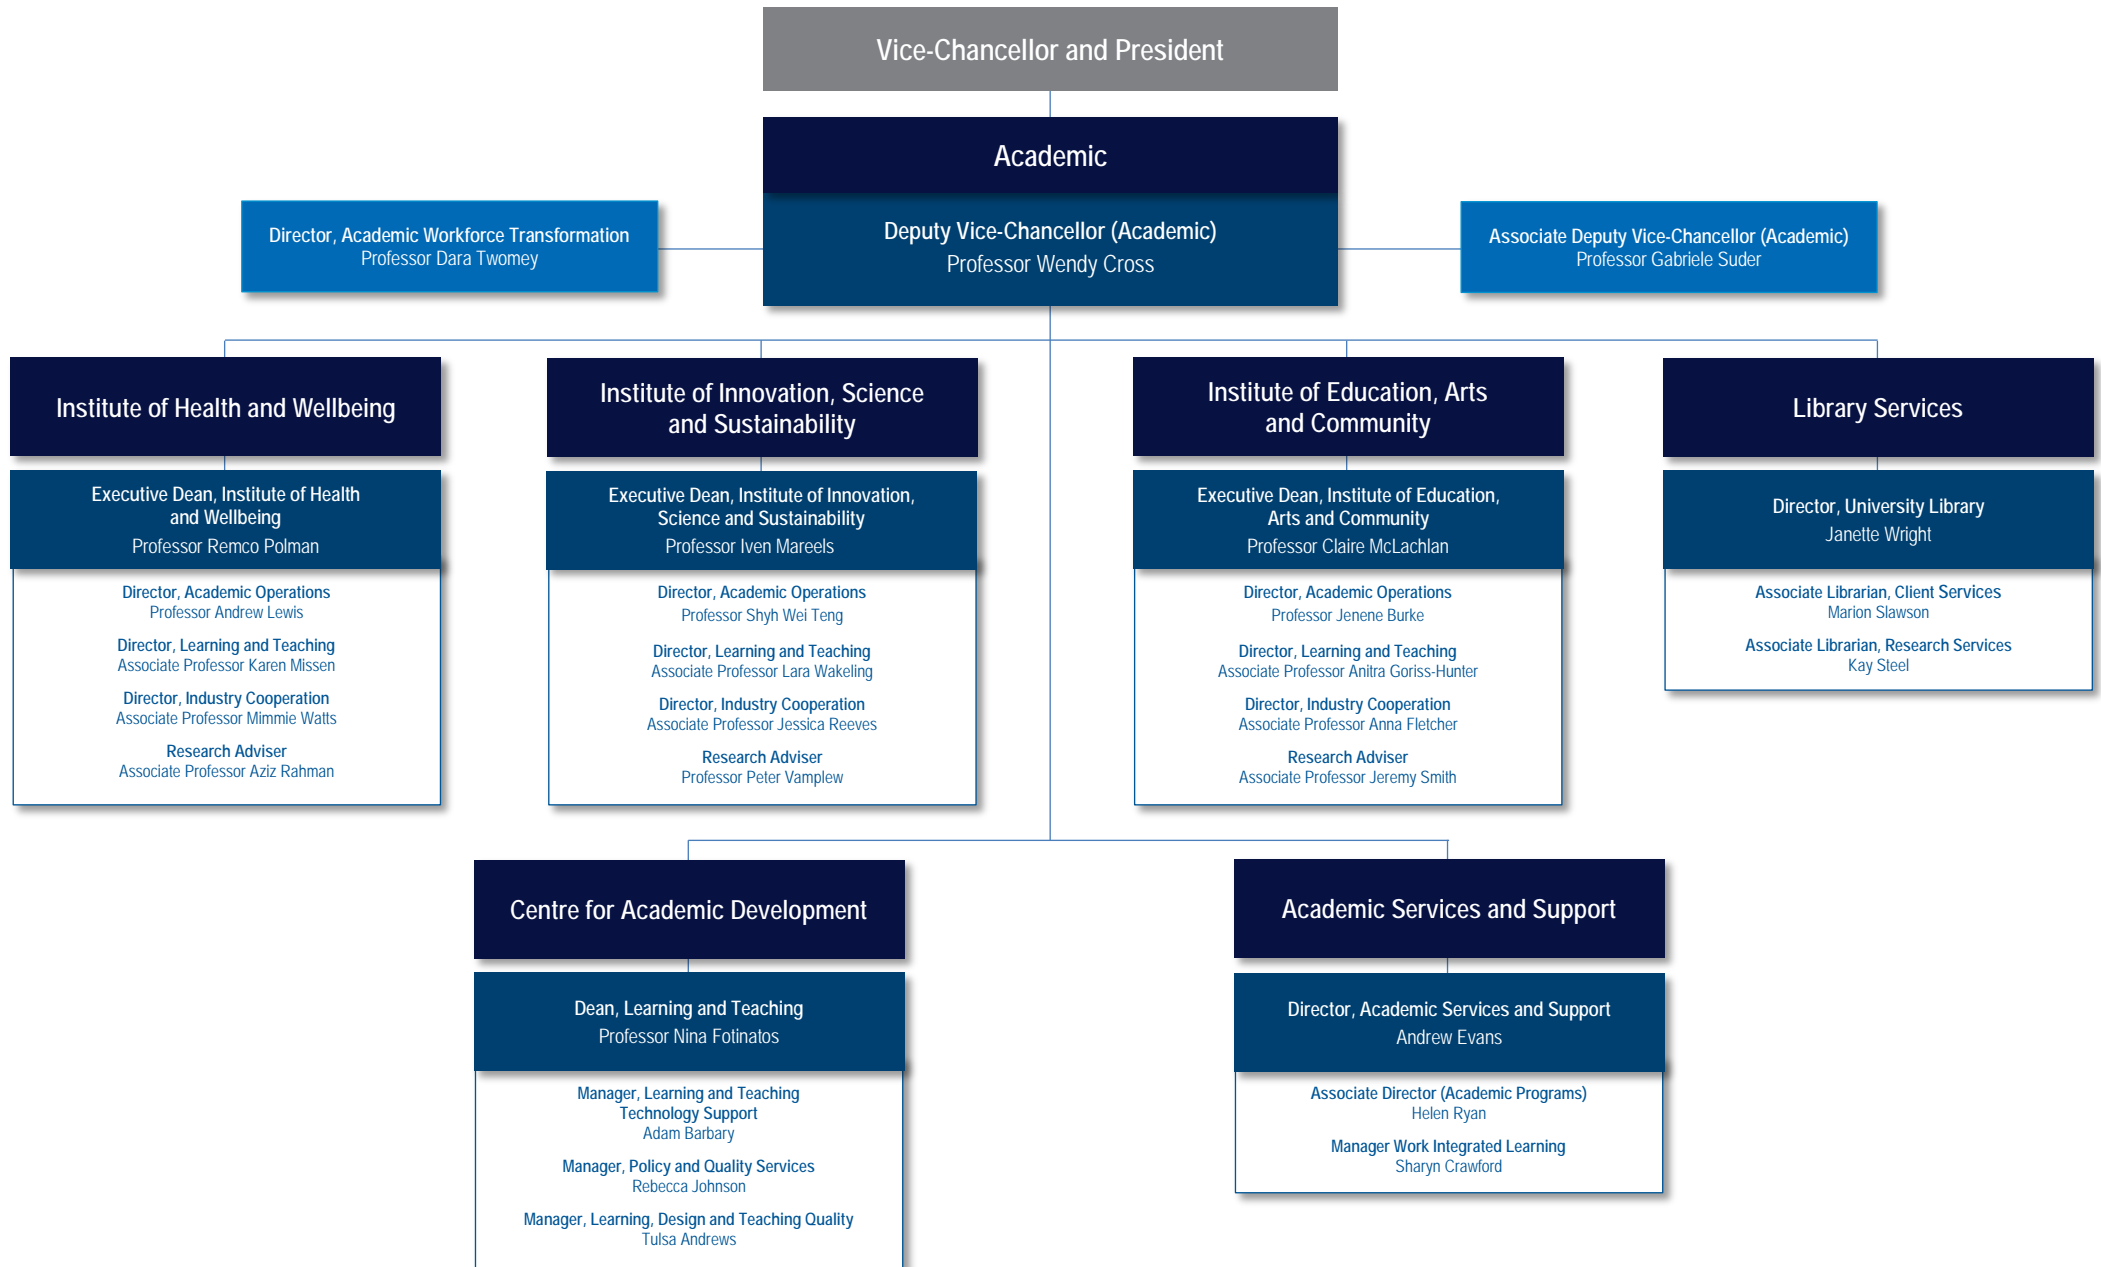 Vice-Chancellor and President
Academic
Deputy Vice-Chancellor (Academic)
Professor Wendy Cross
Director, Academic Workforce Transformation
Professor Dara Twomey
Associate Deputy Vice-Chancellor (Academic)
Professor Gabriele Suder
Institute of Health and Wellbeing
Executive Dean, Institute of Health
and Wellbeing
Professor Remco Polman
Director, Academic Operations
Professor Andrew Lewis
Director, Learning and Teaching
Associate Professor Karen Missen
Director, Industry Cooperation
Associate Professor Mimmie Watts
Research Adviser
Associate Professor Aziz Rahman
Institute of Innovation, Science
and Sustainability
Executive Dean, Institute of Innovation,
Science and Sustainability
Professor Iven Mareels
Director, Academic Operations
Professor Shyh Wei Teng
Director, Learning and Teaching
Associate Professor Lara Wakeling
Director, Industry Cooperation
Associate Professor Jessica Reeves
Research Adviser
Professor Peter Vamplew
Institute of Education, Arts
and Community
Executive Dean, Institute of Education,
Arts and Community
Professor Claire McLachlan
Director, Academic Operations
Professor Jenene Burke
Director, Learning and Teaching
Associate Professor Anitra Goriss-Hunter
Director, Industry Cooperation
Associate Professor Anna Fletcher
Research Adviser
Associate Professor Jeremy Smith
Library Services
Director, University Library
Janette Wright
Associate Librarian, Client Services
Marion Slawson
Associate Librarian, Research Services
Kay Steel
Centre for Academic Development
Dean, Learning and Teaching
Professor Nina Fotinatos
Manager, Learning and Teaching
Technology Support
Adam Barbary
Manager, Policy and Quality Services
Rebecca Johnson
Manager, Learning, Design and Teaching Quality
Tulsa Andrews
Academic Services and Support
Director, Academic Services and Support
Andrew Evans
Associate Director (Academic Programs)
Helen Ryan
Manager Work Integrated Learning
Sharyn Crawford